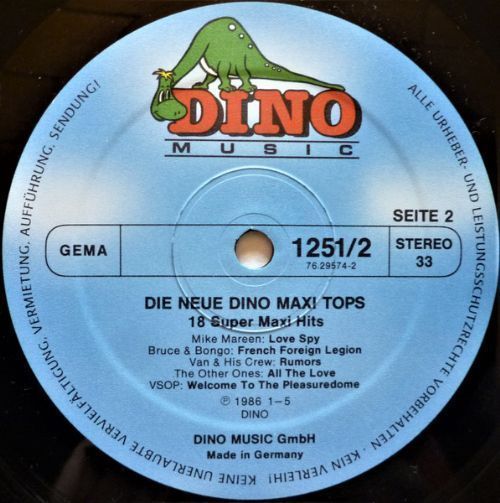 DINO
MUSIC
ALLE URHEBER- UND LEISTUNGSSCHUTZRECHTE VORBEHALTEN · KEIN VERLEIH! · KEINE UNERLAUBTE VERVIELFÄLTIGUNG, VERMIETUNG, AUFFÜHRUNG, SENDUNG!
SEITE 2
GEMA
1251/2
76.29574-2
STEREO
33
DIE NEUE DINO MAXI TOPS
18 Super Maxi Hits
Mike Mareen: Love Spy
Bruce & Bongo: French Foreign Legion
Van & His Crew: Rumors
The Other Ones: All The Love
VSOP: Welcome To The Pleasuredome
Ⓟ 1986 1–5
DINO
DINO MUSIC GmbH
Made in Germany